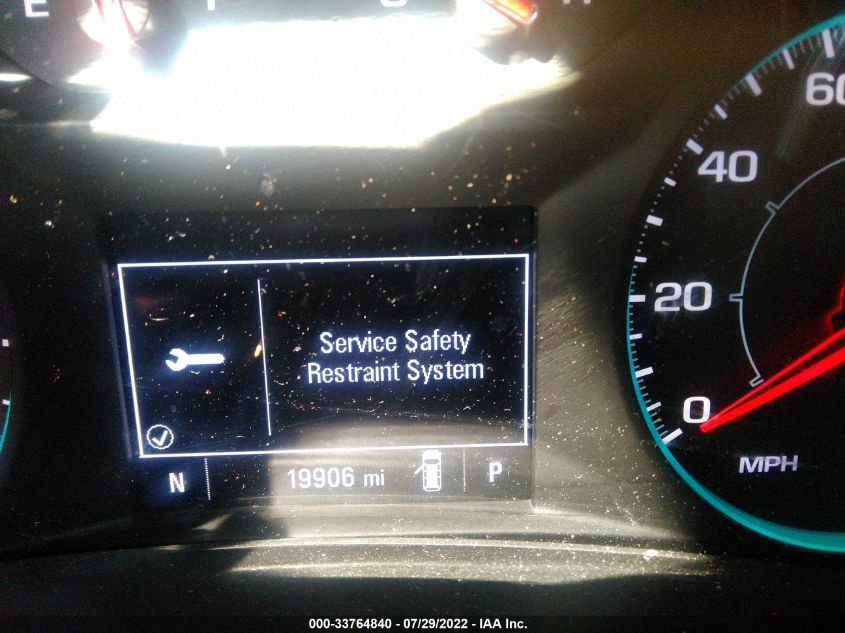 E
H
60
40
20
0
MPH
Service Safety
Restraint System
N 19906 mi P
000-33764840 - 07/29/2022 - IAA Inc.